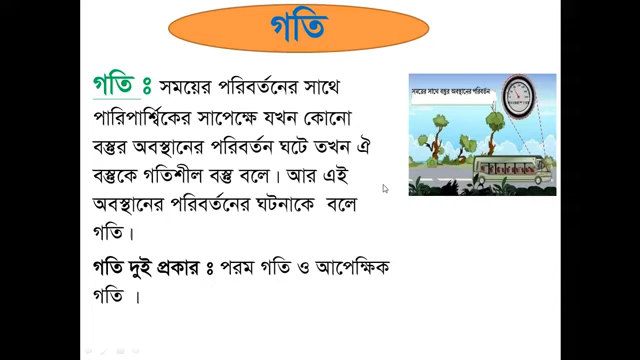 গতি
গতি ঃ সময়ের পরিবর্তনের সাথে
পারিপার্শ্বিকের সাপেক্ষে যখন কোনো
বস্তুর অবস্থানের পরিবর্তন ঘটে তখন ঐ
বস্তুকে গতিশীল বস্তু বলে। আর এই
অবস্থানের পরিবর্তনের ঘটনাকে বলে
গতি।
গতি দুই প্রকার ঃ পরম গতি ও আপেক্ষিক
গতি ।
সময়ের সাথে বস্তুর অবস্থানের পরিবর্তন